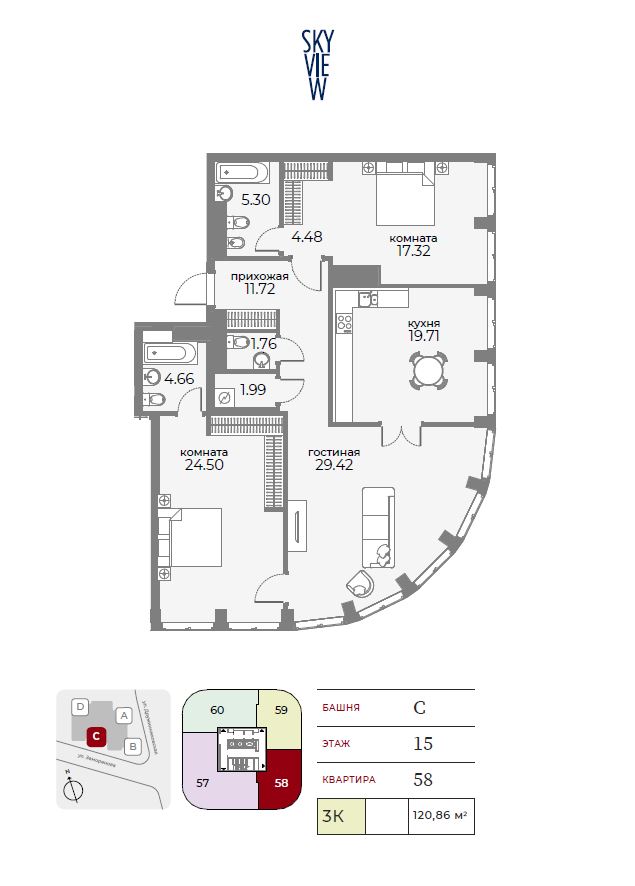 SKY
VIE
W
5.30
4.48
комната
17.32
прихожая
11.72
кухня
19.71
1.76
4.66
1.99
комната
24.50
гостиная
29.42
D
A
C
B
ул. Дружинниковская
ул. Заморенова
N
60
59
57
58
БАШНЯ C
ЭТАЖ 15
КВАРТИРА 58
3К 120,86 м²